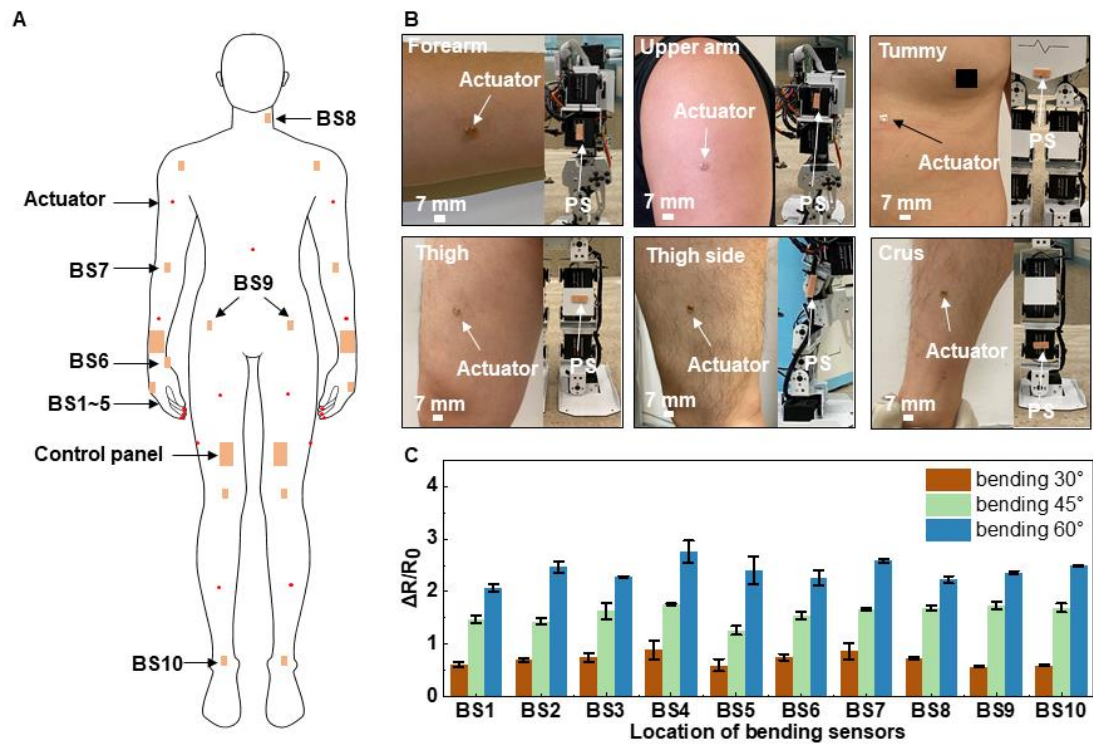 A
BS8
Actuator
BS7
BS9
BS6
BS1~5
Control panel
BS10
B
Forearm
Actuator
PS
7 mm
Upper arm
Actuator
PS
7 mm
Tummy
Actuator
PS
7 mm
Thigh
Actuator
PS
7 mm
Thigh side
Actuator
PS
7 mm
Crus
Actuator
PS
7 mm
C
bending 30°
bending 45°
bending 60°
ΔR/R0
4
3
2
1
0
BS1 BS2 BS3 BS4 BS5 BS6 BS7 BS8 BS9 BS10
Location of bending sensors